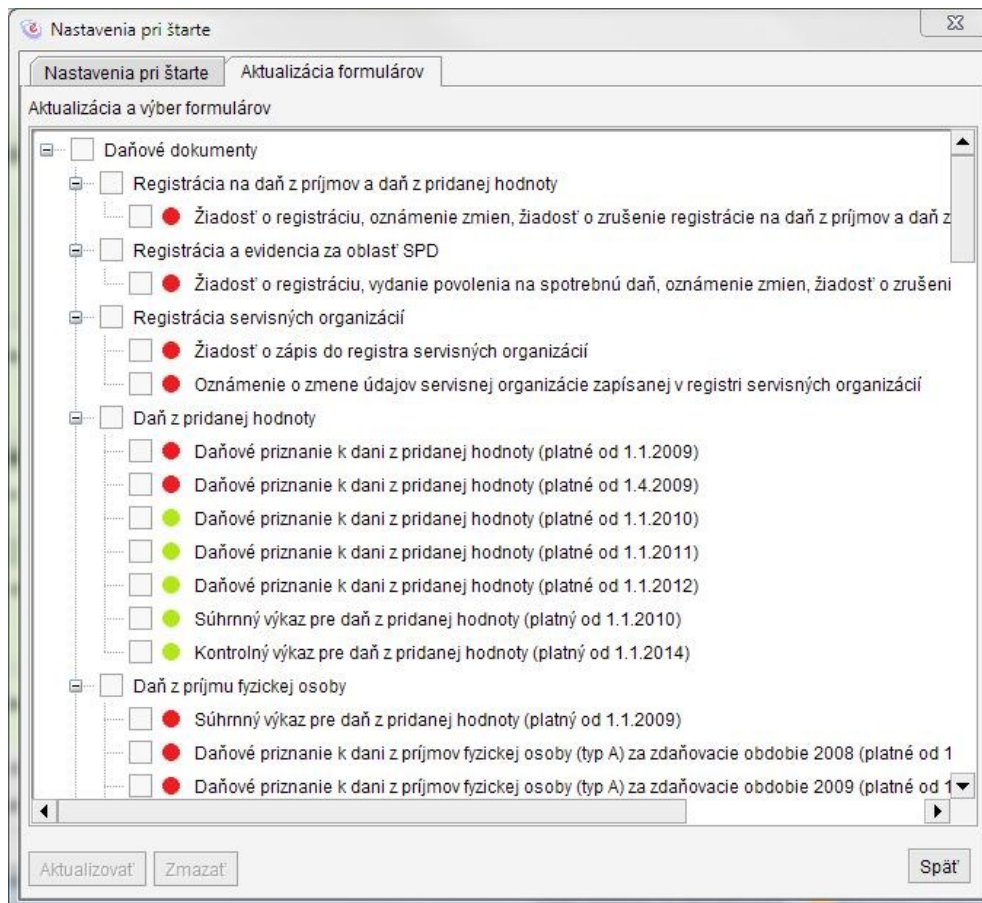 Nastavenia pri štarte
Nastavenia pri štarte
Aktualizácia formulárov
Aktualizácia a výber formulárov
Daňové dokumenty
Registrácia na daň z príjmov a daň z pridanej hodnoty
Žiadosť o registráciu, oznámenie zmien, žiadosť o zrušenie registrácie na daň z príjmov a daň z
Registrácia a evidencia za oblasť SPD
Žiadosť o registráciu, vydanie povolenia na spotrebnú daň, oznámenie zmien, žiadosť o zrušeni
Registrácia servisných organizácií
Žiadosť o zápis do registra servisných organizácií
Oznámenie o zmene údajov servisnej organizácie zapísanej v registri servisných organizácií
Daň z pridanej hodnoty
Daňové priznanie k dani z pridanej hodnoty (platné od 1.1.2009)
Daňové priznanie k dani z pridanej hodnoty (platné od 1.4.2009)
Daňové priznanie k dani z pridanej hodnoty (platné od 1.1.2010)
Daňové priznanie k dani z pridanej hodnoty (platné od 1.1.2011)
Daňové priznanie k dani z pridanej hodnoty (platné od 1.1.2012)
Súhrnný výkaz pre daň z pridanej hodnoty (platný od 1.1.2010)
Kontrolný výkaz pre daň z pridanej hodnoty (platný od 1.1.2014)
Daň z príjmu fyzickej osoby
Súhrnný výkaz pre daň z pridanej hodnoty (platný od 1.1.2009)
Daňové priznanie k dani z príjmov fyzickej osoby (typ A) za zdaňovacie obdobie 2008 (platné od 1
Daňové priznanie k dani z príjmov fyzickej osoby (typ A) za zdaňovacie obdobie 2009 (platné od 1
Aktualizovať
Zmazať
Späť